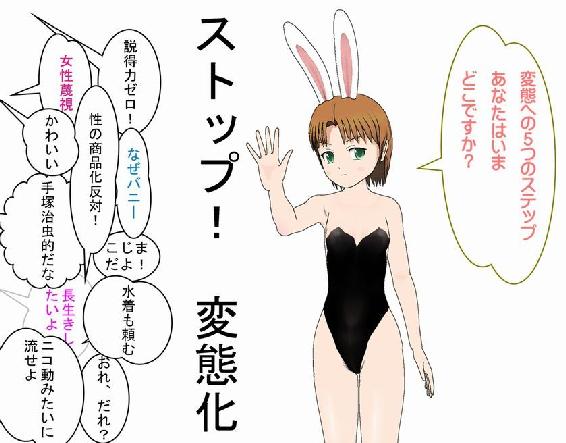 変態への5つのステップ
あなたはいま
どこですか?
ストップ! 変態化
説得力ゼロ!
女性蔑視
性の商品化反対!
なぜバニー
かわいい
手塚治虫的だな
こじま
だよ!
長生きし
たいよ
水着も頼む
おれ、だれ?
ニコ動みたいに
流せよ